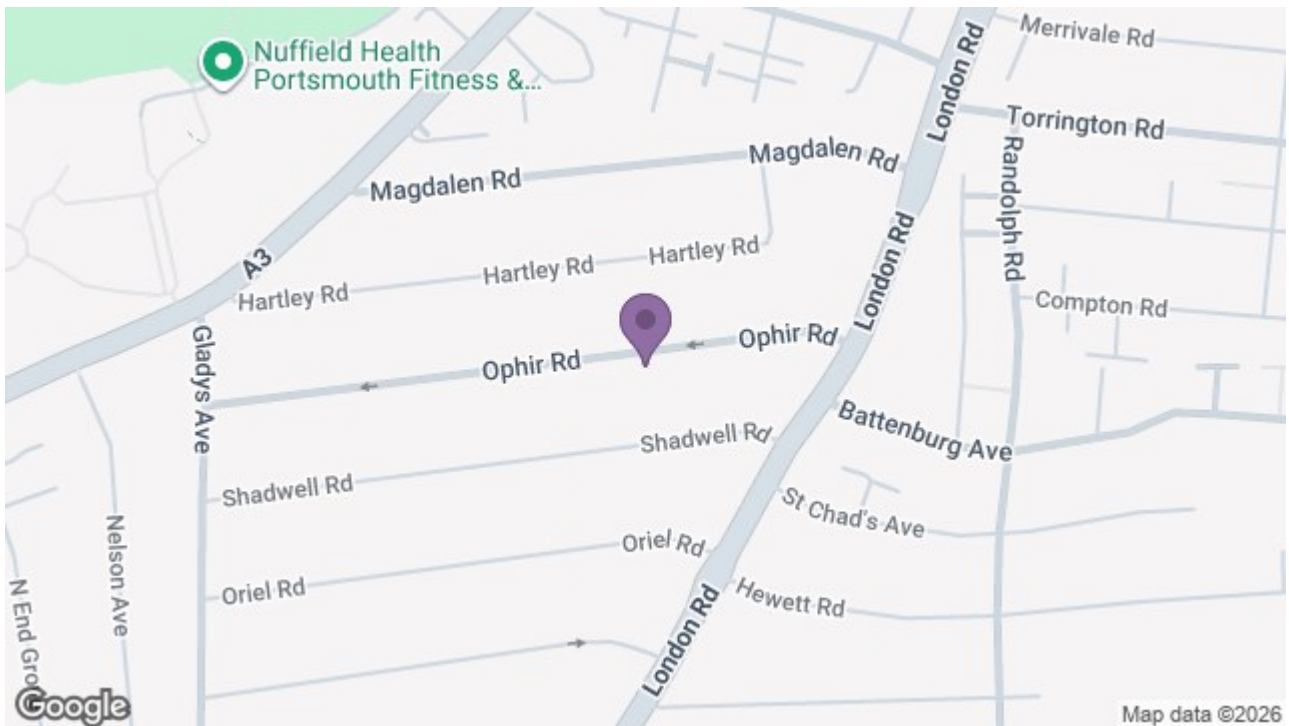 Nuffield Health
Portsmouth Fitness &...
Merrivale Rd
London Rd
Torrington Rd
Magdalen Rd
Magdalen Rd
Randolph Rd
A3
Hartley Rd
Hartley Rd
Hartley Rd
London Rd
Compton Rd
Gladys Ave
Ophir Rd
Ophir Rd
Battenburg Ave
Shadwell Rd
Shadwell Rd
St Chad's Ave
Nelson Ave
Oriel Rd
Oriel Rd
N End Gro
Hewett Rd
London Rd
Google
Map data ©2026